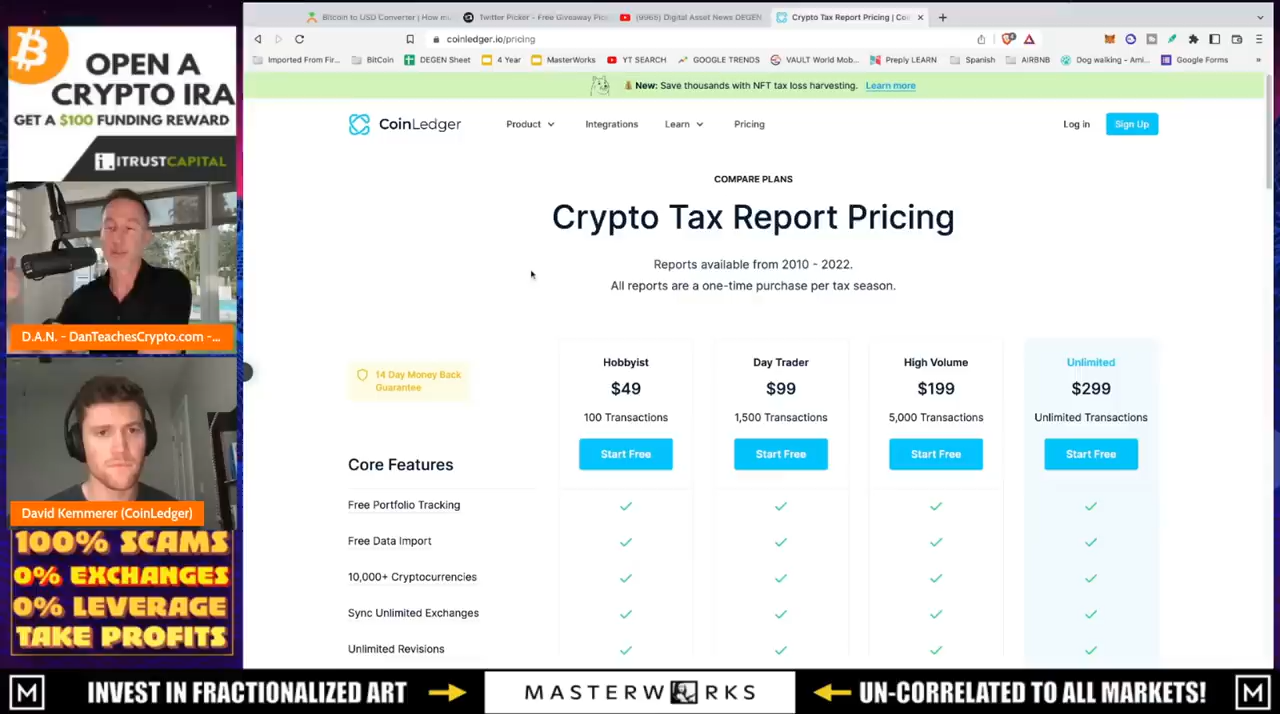 Bitcoin to USD Converter | How m...
Twitter Picker - Free Giveaway Pic
(9965) Digital Asset News DEGEN
Crypto Tax Report Pricing | Co
coinledger.io/pricing
Imported From Fir...
BitCoin
DEGEN Sheet
4 Year
MasterWorks
YT SEARCH
GOOGLE TRENDS
VAULT World Mob...
Preply LEARN
Spanish
AIRBNB
Dog walking - Ami...
Google Forms
New: Save thousands with NFT tax loss harvesting. Learn more
CoinLedger
Product
Integrations
Learn
Pricing
Log in
Sign Up
COMPARE PLANS
Crypto Tax Report Pricing
Reports available from 2010 - 2022.
All reports are a one-time purchase per tax season.
14 Day Money Back
Guarantee
Hobbyist
$49
100 Transactions
Start Free
Day Trader
$99
1,500 Transactions
Start Free
High Volume
$199
5,000 Transactions
Start Free
Unlimited
$299
Unlimited Transactions
Start Free
Core Features
Free Portfolio Tracking
Free Data Import
10,000+ Cryptocurrencies
Sync Unlimited Exchanges
Unlimited Revisions
OPEN A
CRYPTO IRA
GET A $100 FUNDING REWARD
ITRUSTCAPITAL
D.A.N. - DanTeachesCrypto.com -...
David Kemmerer (CoinLedger)
100% SCAMS
0% EXCHANGES
0% LEVERAGE
TAKE PROFITS
M INVEST IN FRACTIONALIZED ART
MASTERWORKS
UN-CORRELATED TO ALL MARKETS! M